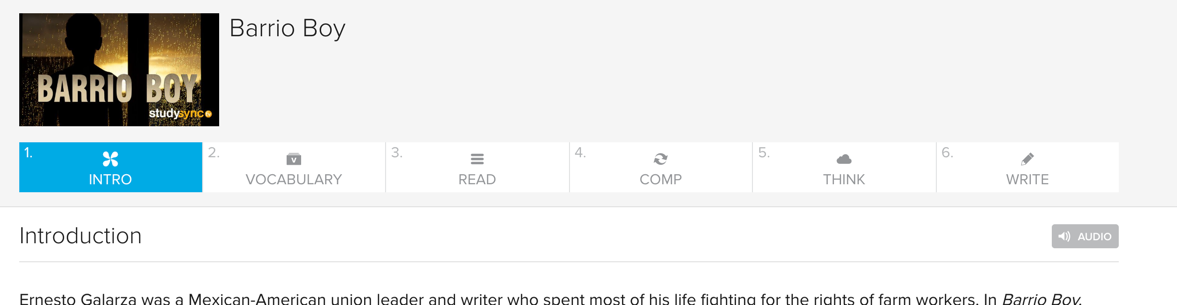 Barrio Boy
BARRIO BOY
studysync
1.
INTRO
2.
V
VOCABULARY
3.
READ
4.
COMP
5.
THINK
6.
WRITE
Introduction
AUDIO
Ernesto Galarza was a Mexican-American union leader and writer who spent most of his life fighting for the rights of farm workers. In Barrio Boy,